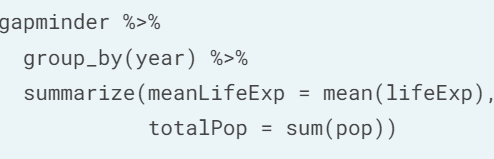 gapminder %>%
  group_by(year) %>%
  summarize(meanLifeExp = mean(lifeExp),
            totalPop = sum(pop))